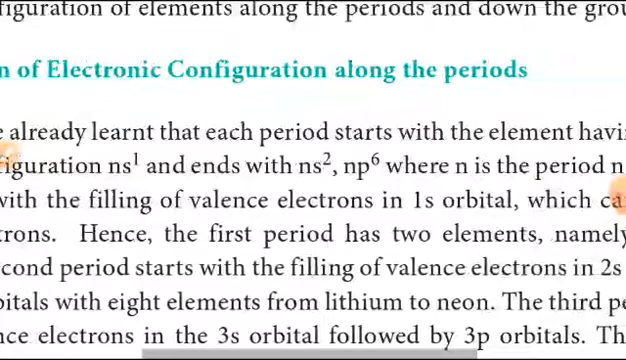 figuration of elements along the periods and down the grou
n of Electronic Configuration along the periods
e already learnt that each period starts with the element havi
figuration ns¹ and ends with ns², np⁶ where n is the period n
with the filling of valence electrons in 1s orbital, which ca
trons. Hence, the first period has two elements, namely
cond period starts with the filling of valence electrons in 2s
bitals with eight elements from lithium to neon. The third pe
nce electrons in the 3s orbital followed by 3p orbitals. Th